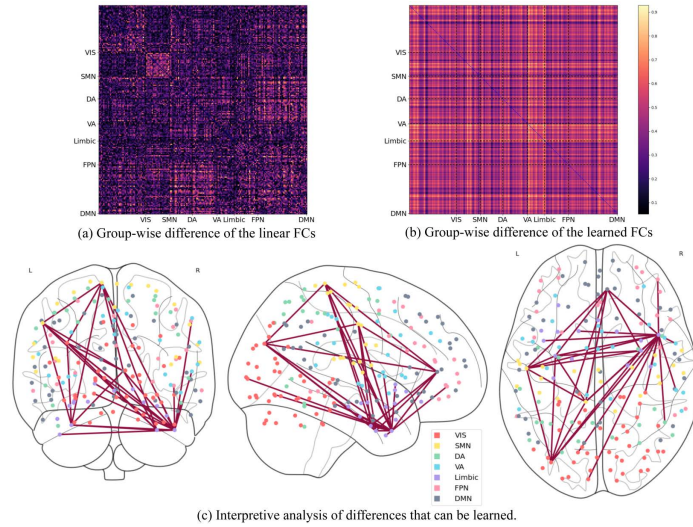 VIS
SMN
DA
VA
Limbic
FPN
DMN
VIS SMN DA VA Limbic FPN DMN
(a) Group-wise difference of the linear FCs
VIS
SMN
DA
VA
Limbic
FPN
DMN
VIS SMN DA VA Limbic FPN DMN
0.9
0.8
0.7
0.6
0.5
0.4
0.3
0.2
0.1
(b) Group-wise difference of the learned FCs
L R
L R
VIS
SMN
DA
VA
Limbic
FPN
DMN
(c) Interpretive analysis of differences that can be learned.